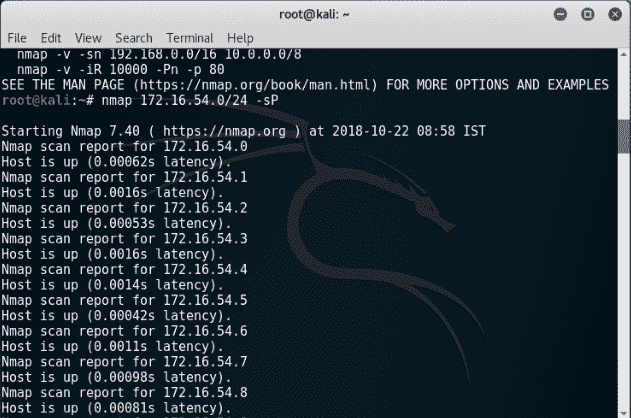 root@kali: ~
File Edit View Search Terminal Help
nmap -v -sn 192.168.0.0/16 10.0.0.0/8
nmap -v -iR 10000 -Pn -p 80
SEE THE MAN PAGE (https://nmap.org/book/man.html) FOR MORE OPTIONS AND EXAMPLES
root@kali:~# nmap 172.16.54.0/24 -sP
Starting Nmap 7.40 ( https://nmap.org ) at 2018-10-22 08:58 IST
Nmap scan report for 172.16.54.0
Host is up (0.00062s latency).
Nmap scan report for 172.16.54.1
Host is up (0.0016s latency).
Nmap scan report for 172.16.54.2
Host is up (0.00053s latency).
Nmap scan report for 172.16.54.3
Host is up (0.0016s latency).
Nmap scan report for 172.16.54.4
Host is up (0.0014s latency).
Nmap scan report for 172.16.54.5
Host is up (0.00042s latency).
Nmap scan report for 172.16.54.6
Host is up (0.0011s latency).
Nmap scan report for 172.16.54.7
Host is up (0.00098s latency).
Nmap scan report for 172.16.54.8
Host is up (0.00081s latency).